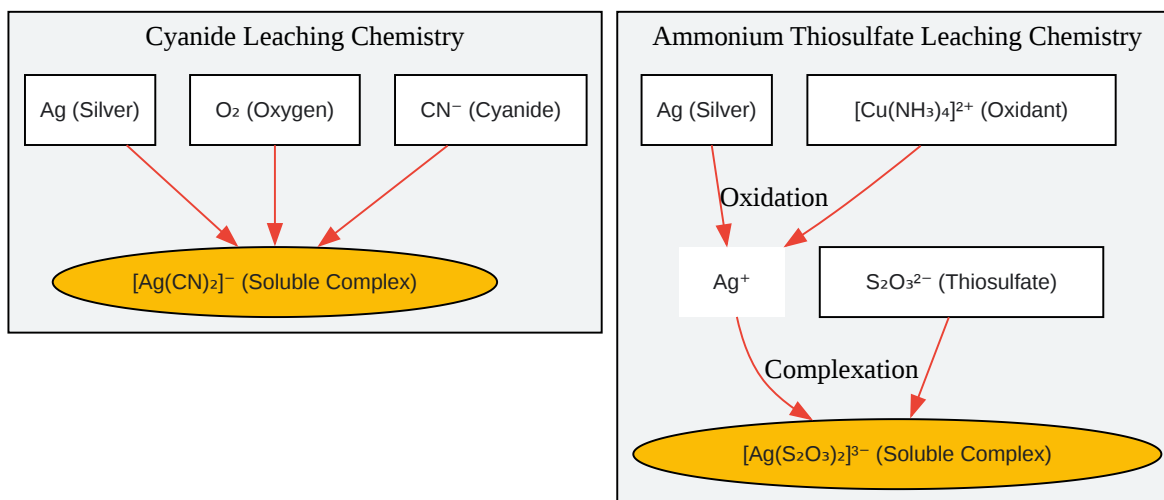 Cyanide Leaching Chemistry
Ag (Silver)
O₂ (Oxygen)
CN⁻ (Cyanide)
[Ag(CN)₂]⁻ (Soluble Complex)
Ammonium Thiosulfate Leaching Chemistry
Ag (Silver)
[Cu(NH₃)₄]²⁺ (Oxidant)
Oxidation
Ag⁺
S₂O₃²⁻ (Thiosulfate)
Complexation
[Ag(S₂O₃)₂]³⁻ (Soluble Complex)